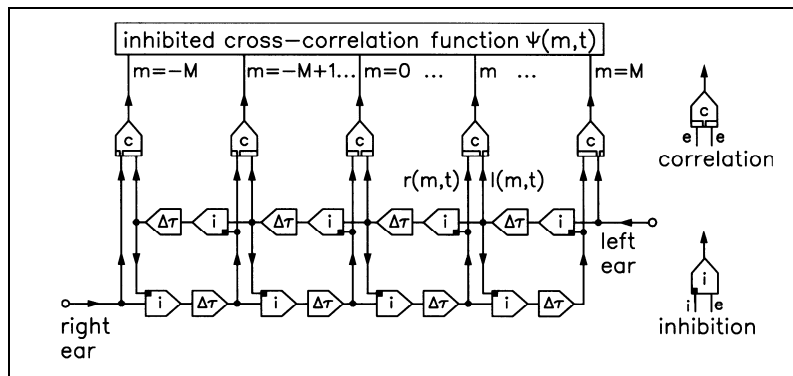 inhibited cross-correlation function Ψ(m,t)
m=-M m=-M+1... m=0 ... m ... m=M
c c c c c
c
e e
correlation
r(m,t) l(m,t)
Δτ i Δτ i Δτ i Δτ i
left
ear
i Δτ i Δτ i Δτ i Δτ
right
ear
i
i e
inhibition